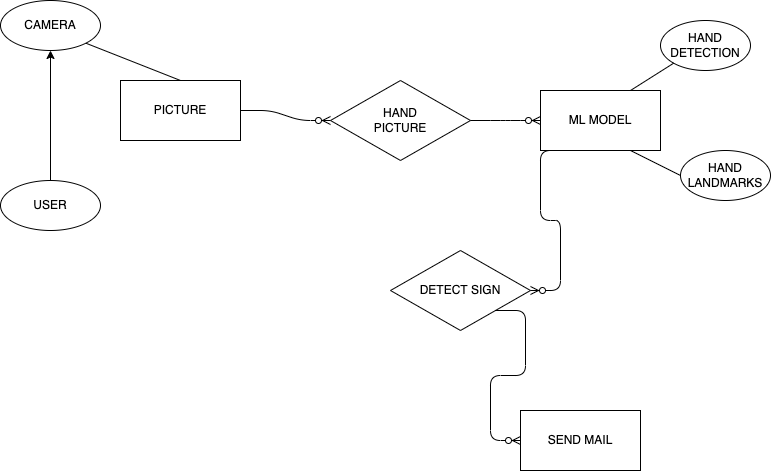 CAMERA
PICTURE
USER
HAND
PICTURE
ML MODEL
HAND
DETECTION
HAND
LANDMARKS
DETECT SIGN
SEND MAIL